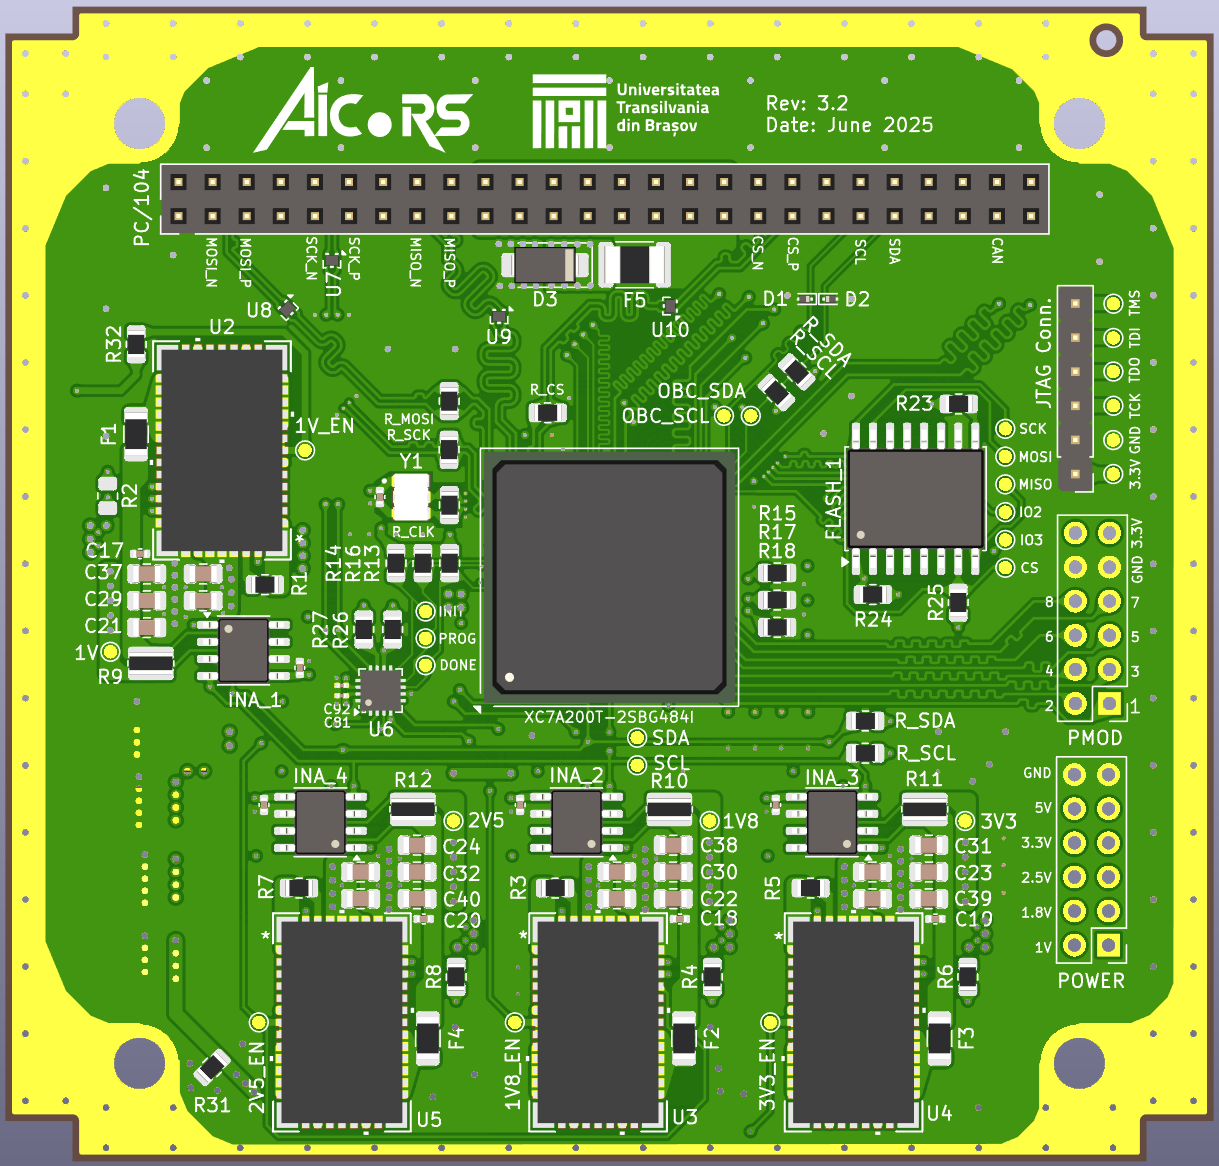 AICORS
Universitatea
Transilvania
din Brașov
Rev: 3.2
Date: June 2025
PC/104
MOSI_N
MOSI_P
SCK_N
SCK_P
MISO_N
MISO_P
CS_N
CS_P
SCL
SDA
CAN
U7
U8
D3
F5
U9
U10
D1
D2
R_SDA
R_SCL
JTAG Conn.
TMS
TDI
TDO
TCK
GND
3.3V
R32
U2
F1
1V_EN
R2
R_MOSI
R_SCK
R_CS
OBC_SDA
OBC_SCL
R23
SCK
MOSI
MISO
IO2
IO3
CS
FLASH_1
Y1
R_CLK
R15
R17
R18
R14
R16
R13
C17
C37
C29
C21
*
R1
1V
R9
INA_1
R27
R26
INIT
PROG
DONE
C92
C81
U6
R24
R25
XC7A200T-2SBG484I
3.3V
GND
8
7
6
5
4
3
2
1
PMOD
SDA
SCL
R_SDA
R_SCL
INA_4
R12
2V5
INA_2
R10
1V8
INA_3
R11
3V3
C24
C32
C40
C20
C38
C30
C22
C18
C31
C23
C39
C19
R7
R3
R5
*
*
*
GND
5V
3.3V
2.5V
1.8V
1V
POWER
R8
R4
R6
F4
F2
F3
2V5_EN
1V8_EN
3V3_EN
R31
U5
U3
U4